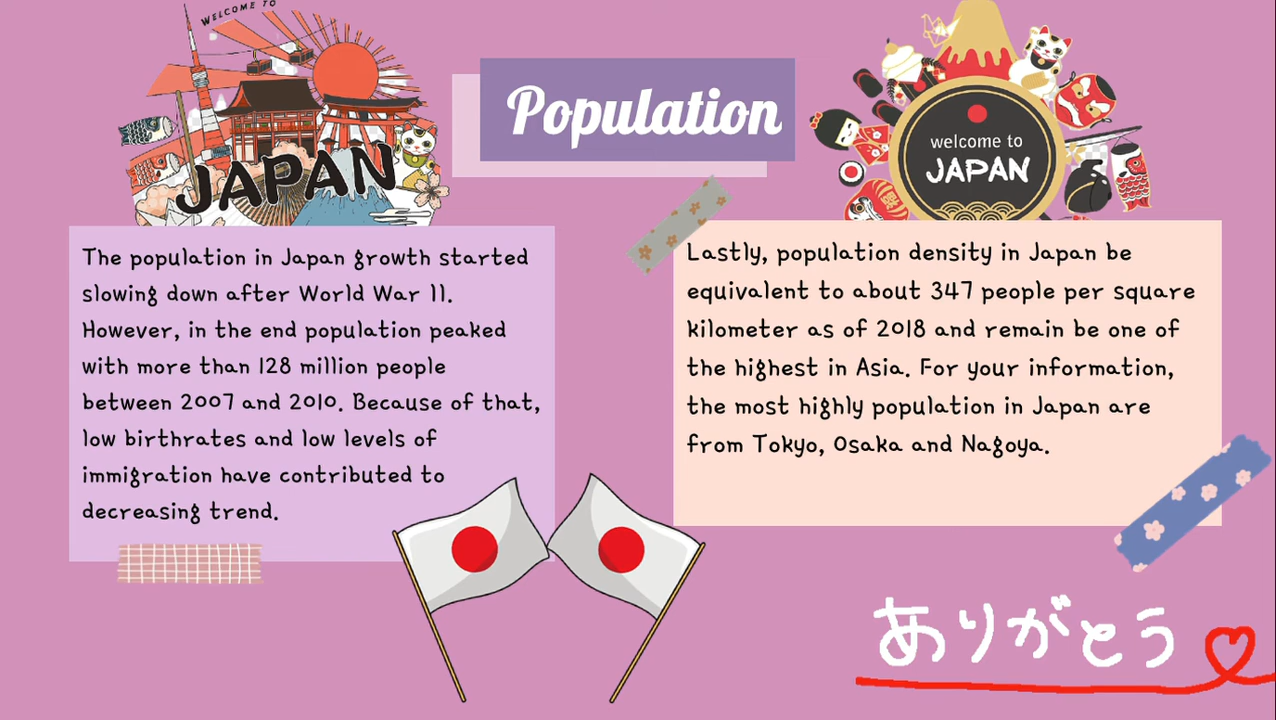 WELCOME TO
JAPAN
Population
welcome to
JAPAN
The population in Japan growth started
slowing down after World War 11.
However, in the end population peaked
with more than 128 million people
between 2007 and 2010. Because of that,
low birthrates and low levels of
immigration have contributed to
decreasing trend.
Lastly, population density in Japan be
equivalent to about 347 people per square
kilometer as of 2018 and remain be one of
the highest in Asia. For your information,
the most highly population in Japan are
from Tokyo, Osaka and Nagoya.
ありがとう